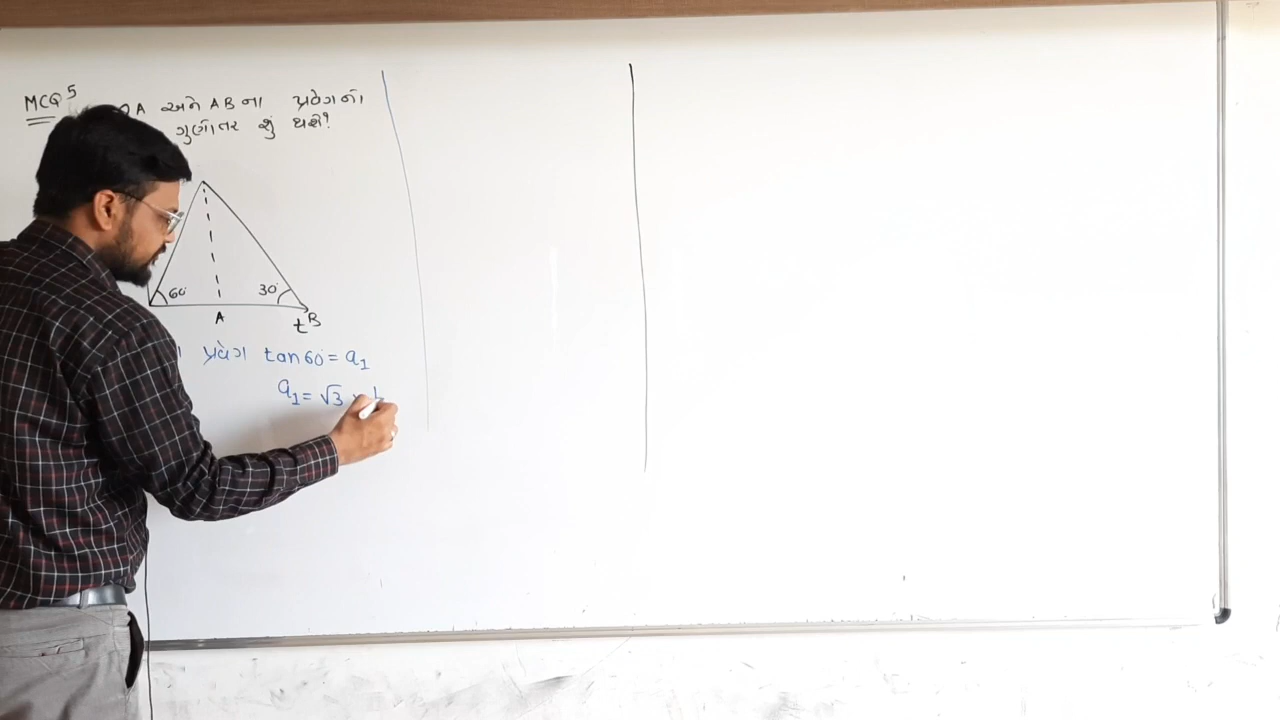 MCQ 5
OA અને AB ના પ્રવેગનો
ગુણોતર શું થશે?
60°
30°
A
B
t
પ્રવેગ tan 60° = a1
a1 = √3